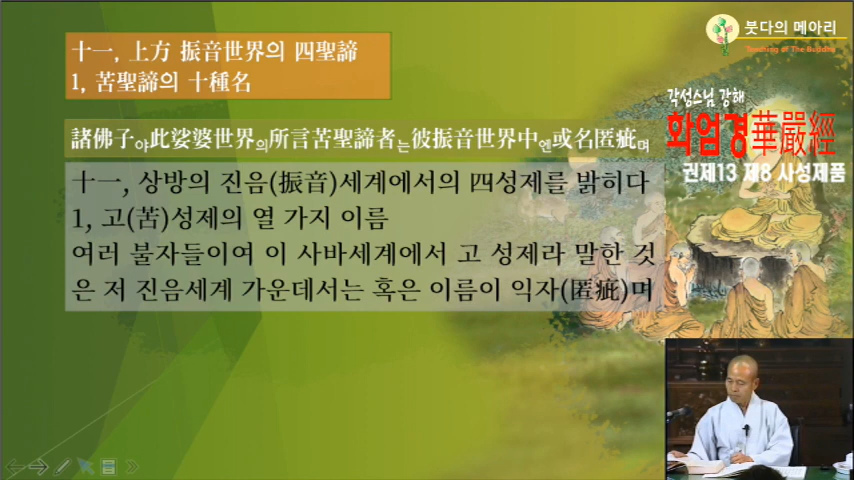 十一, 上方 振音世界의 四聖諦
1, 苦聖諦의 十種名
붓다의 메아리
Teaching of The Buddha
각성스님 강해
화엄경華嚴經
권제13 제8 사성제품
諸佛子야此娑婆世界의所言苦聖諦者는彼振音世界中엔或名匿疵며
十一, 상방의 진음(振音)세계에서의 四성제를 밝히다
1, 고(苦)성제의 열 가지 이름
여러 불자들이여 이 사바세계에서 고 성제라 말한 것
은 저 진음세계 가운데서는 혹은 이름이 익자(匿疵)며